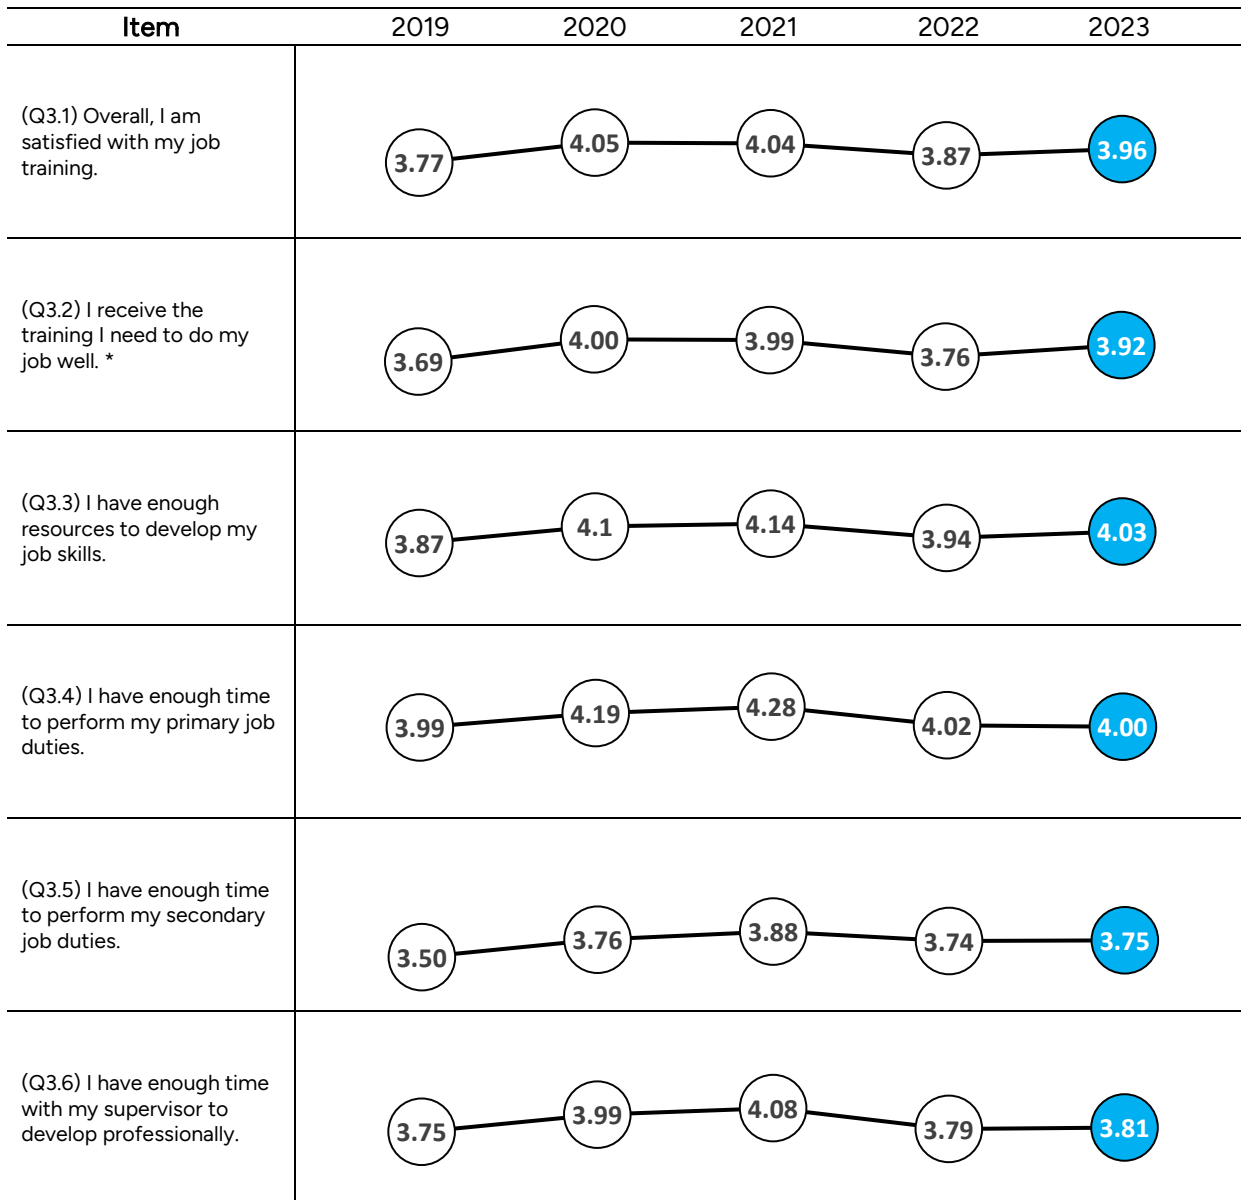 Item 2019 2020 2021 2022 2023
(Q3.1) Overall, I am
satisfied with my job
training.
3.77 4.05 4.04 3.87 3.96
(Q3.2) I receive the
training I need to do my
job well. *
3.69 4.00 3.99 3.76 3.92
(Q3.3) I have enough
resources to develop my
job skills.
3.87 4.1 4.14 3.94 4.03
(Q3.4) I have enough time
to perform my primary job
duties.
3.99 4.19 4.28 4.02 4.00
(Q3.5) I have enough time
to perform my secondary
job duties.
3.50 3.76 3.88 3.74 3.75
(Q3.6) I have enough time
with my supervisor to
develop professionally.
3.75 3.99 4.08 3.79 3.81